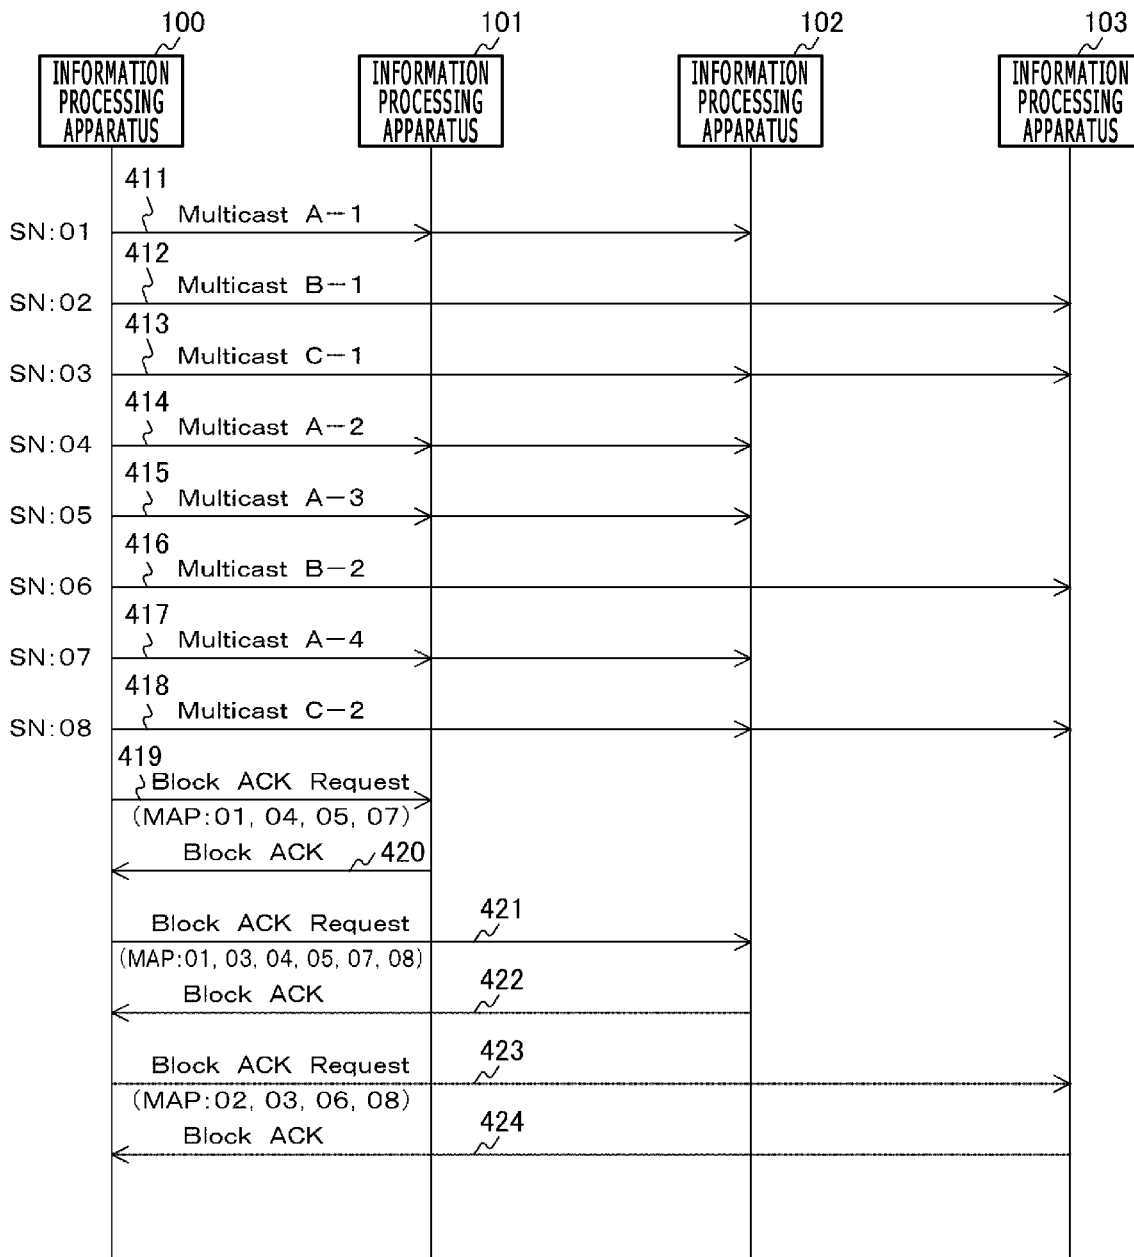 100
101
102
103
INFORMATION
PROCESSING
APPARATUS
INFORMATION
PROCESSING
APPARATUS
INFORMATION
PROCESSING
APPARATUS
INFORMATION
PROCESSING
APPARATUS
411
Multicast A-1
SN:01
412
Multicast B-1
SN:02
413
Multicast C-1
SN:03
414
Multicast A-2
SN:04
415
Multicast A-3
SN:05
416
Multicast B-2
SN:06
417
Multicast A-4
SN:07
418
Multicast C-2
SN:08
419
Block ACK Request
(MAP:01, 04, 05, 07)
Block ACK
420
421
Block ACK Request
(MAP:01, 03, 04, 05, 07, 08)
422
Block ACK
423
Block ACK Request
(MAP:02, 03, 06, 08)
424
Block ACK